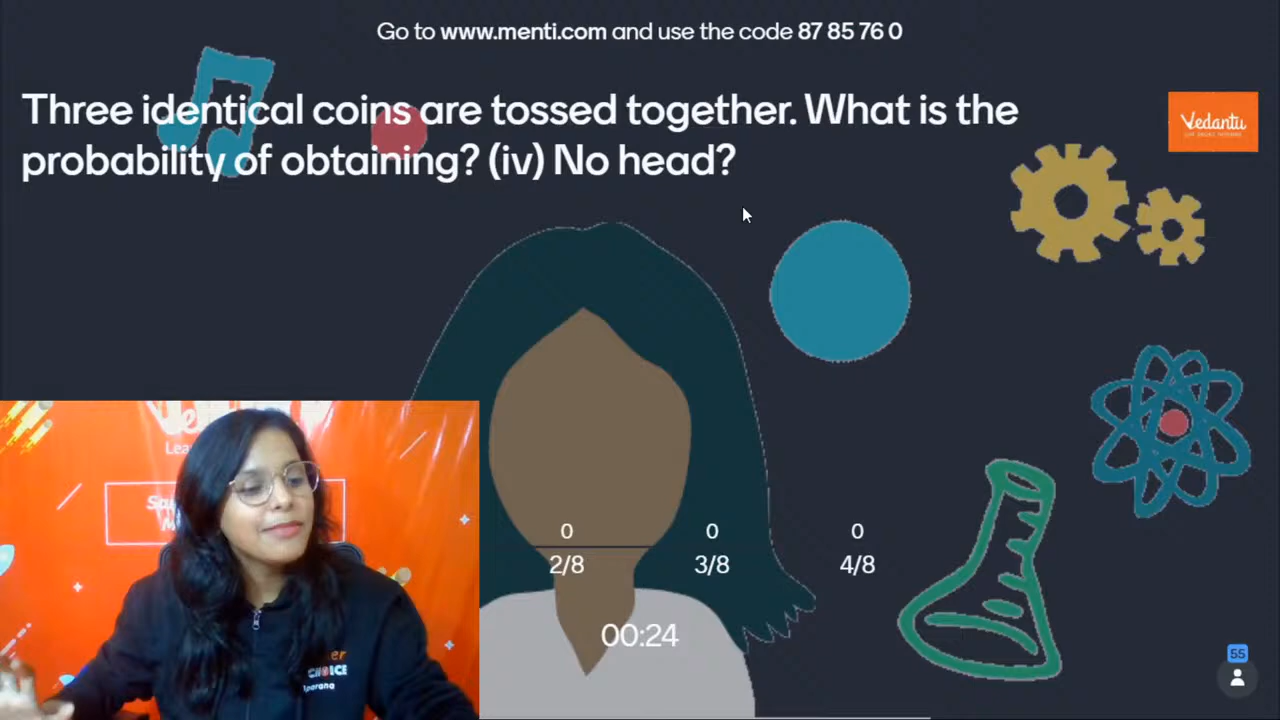 Go to www.menti.com and use the code 87 85 76 0
Three identical coins are tossed together. What is the
probability of obtaining? (iv) No head?
Vedantu
0 0 0
2/8 3/8 4/8
00:24
CHOICE
55